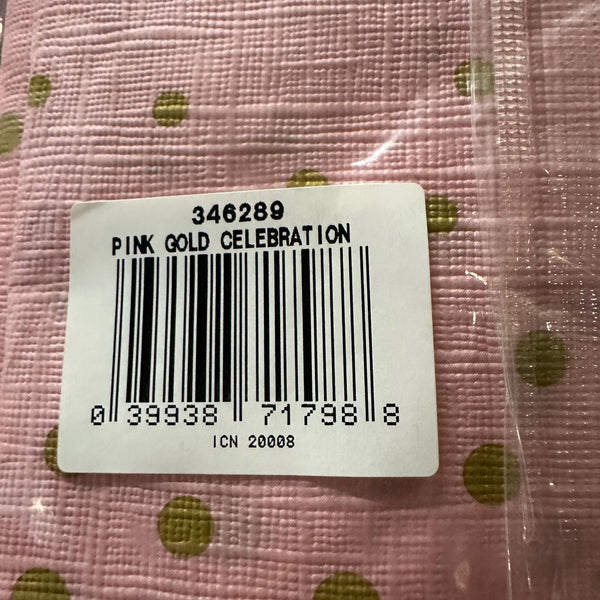 346289
PINK GOLD CELEBRATION
0 39938 71798 8
ICN 20008